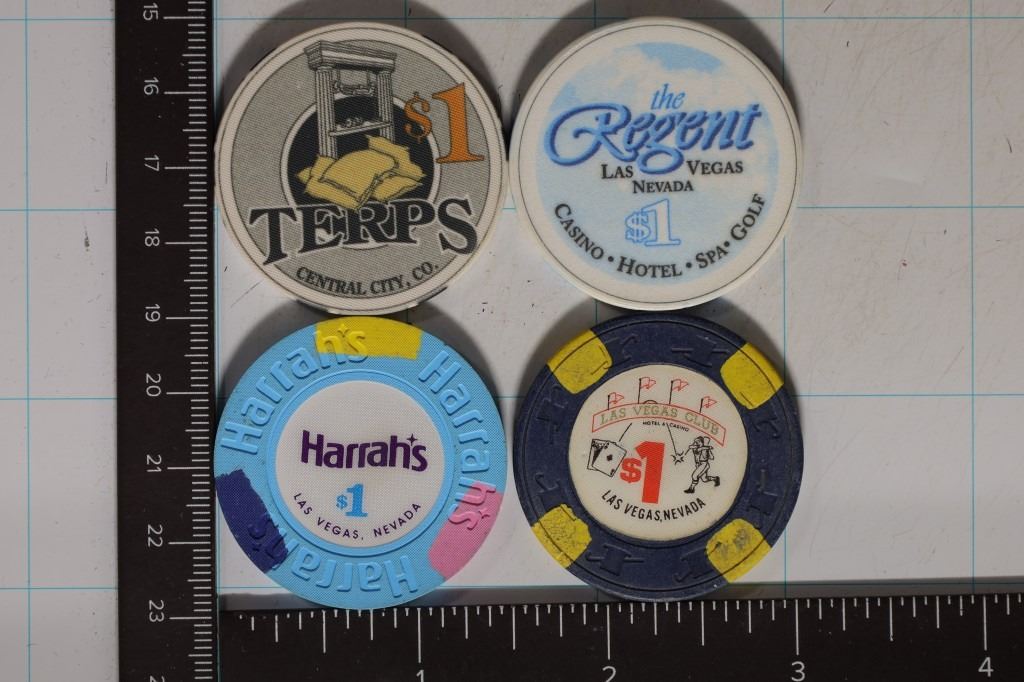 $1
TERPS
CENTRAL CITY, CO.
the
Regent
LAS VEGAS
NEVADA
$1
CASINO • HOTEL • SPA • GOLF
Harrah's
Harrah's
Harrah's
Harrah's
$1
LAS VEGAS, NEVADA
LAS VEGAS CLUB
HOTEL & CASINO
$1
LAS VEGAS, NEVADA
15
16
17
18
19
20
21
22
23
1
2
3
4